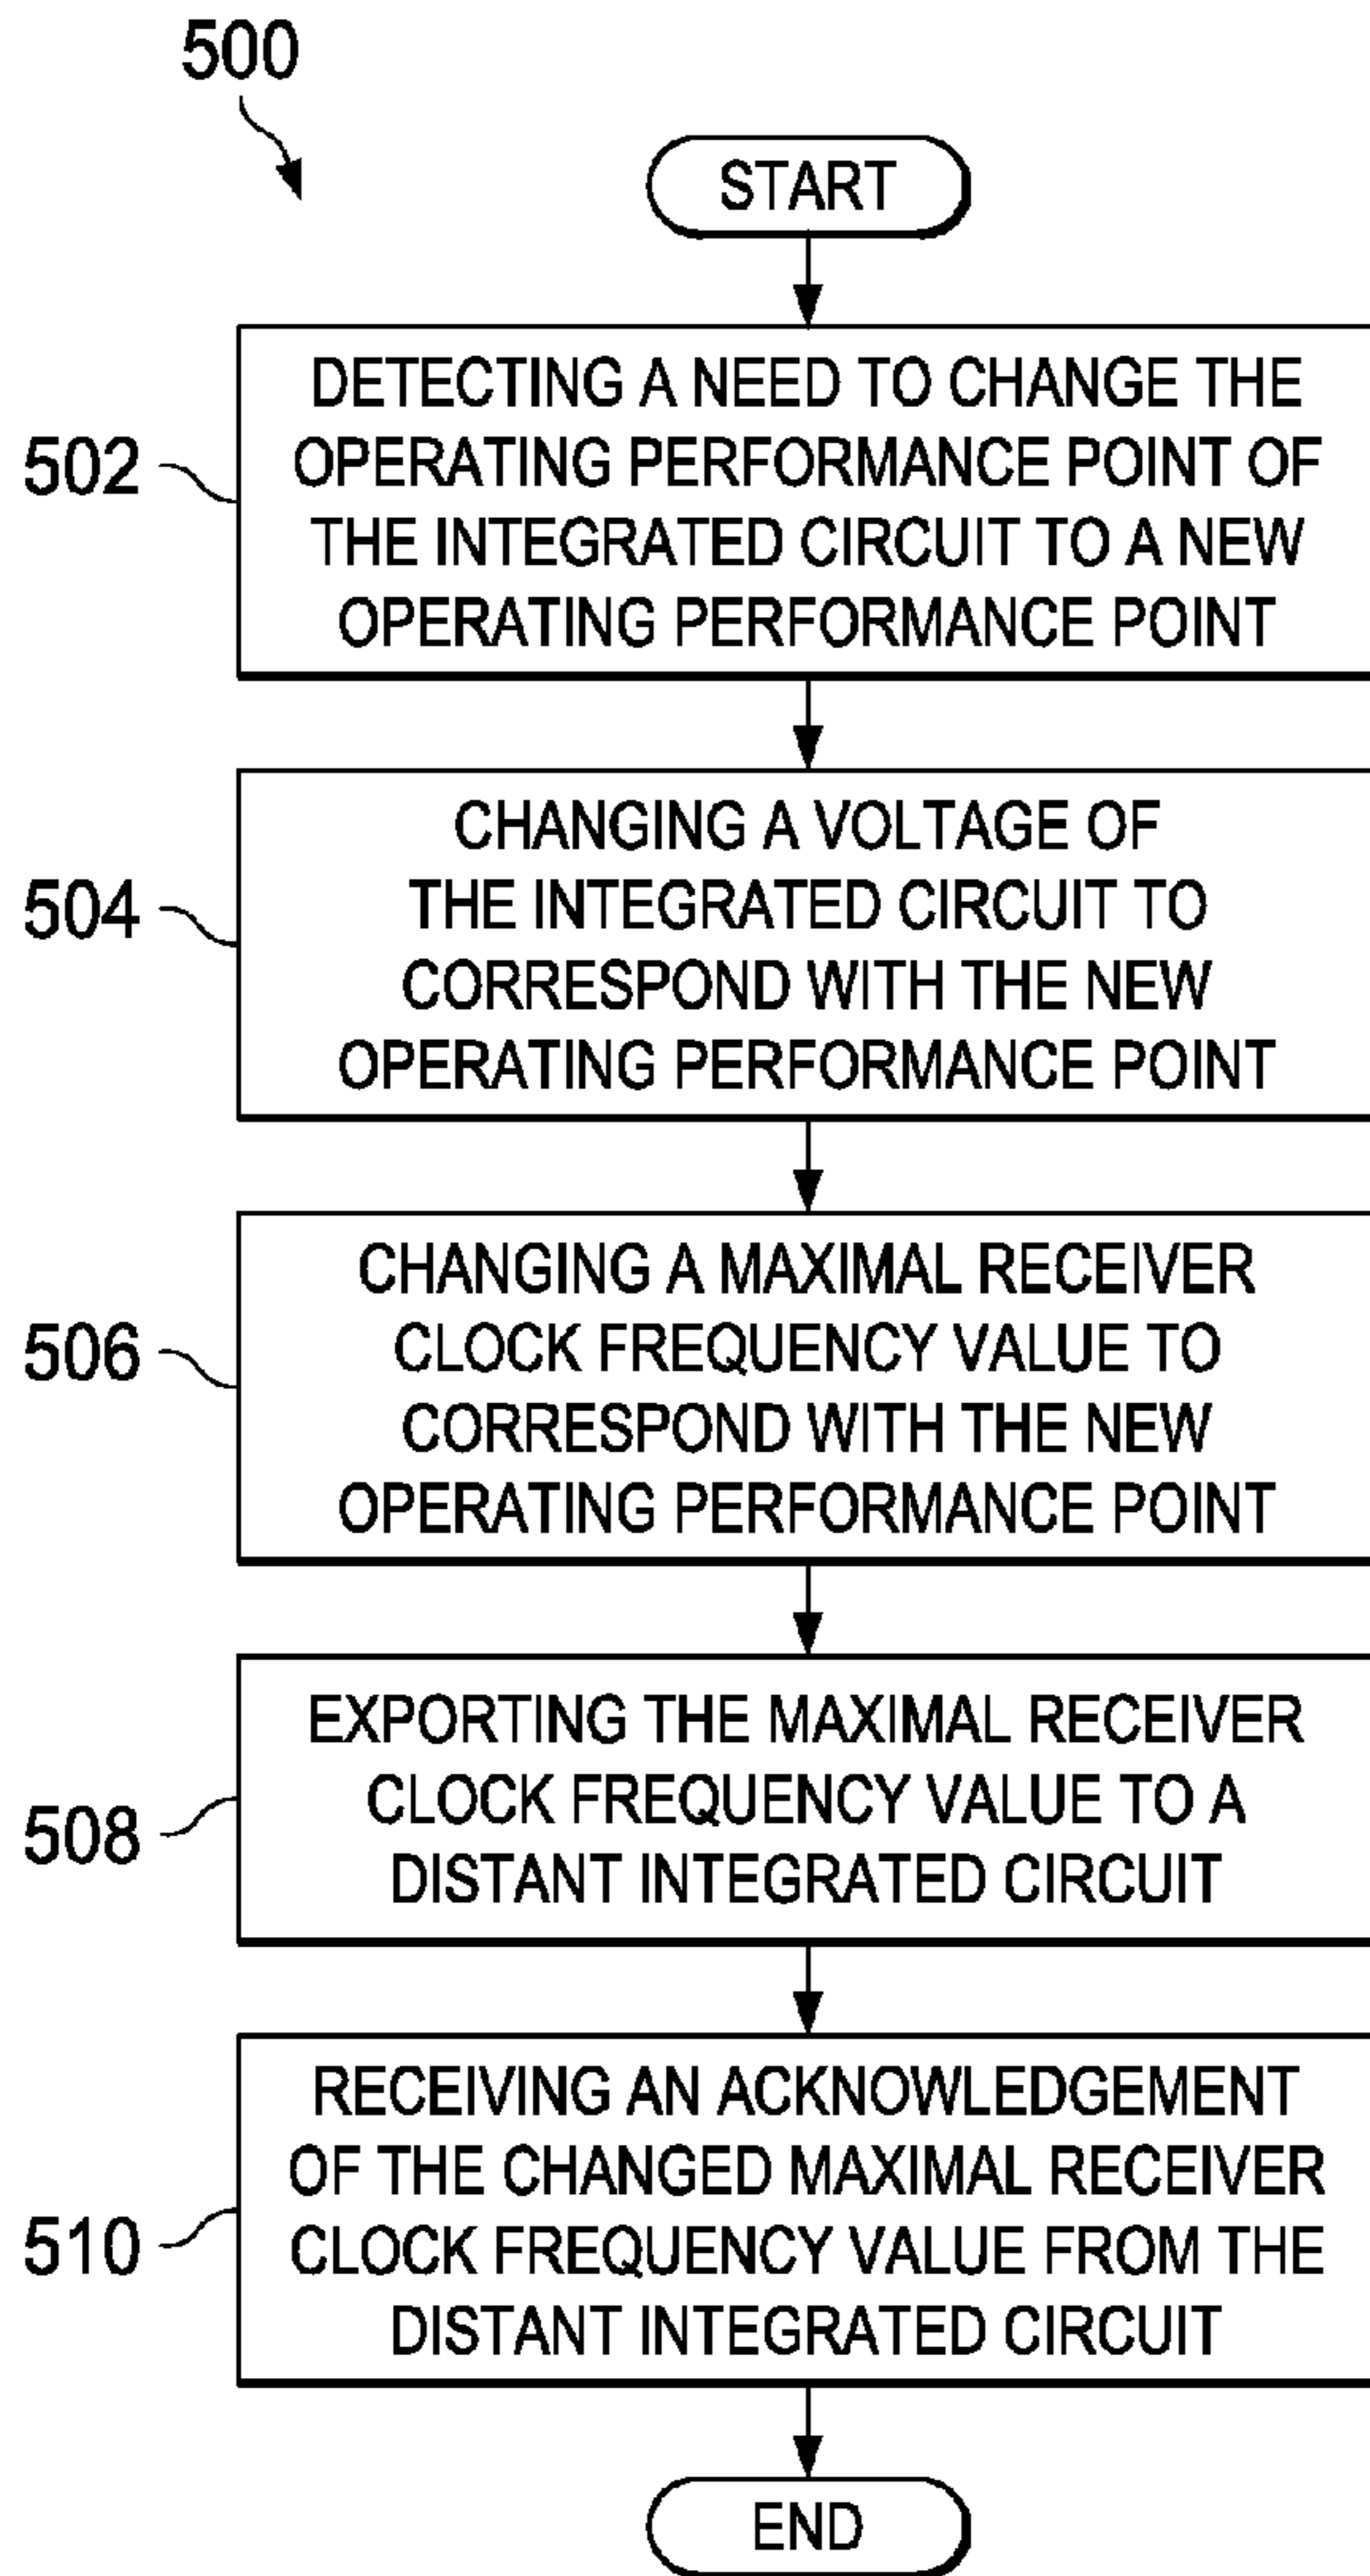 500
START
502
DETECTING A NEED TO CHANGE THE
OPERATING PERFORMANCE POINT OF
THE INTEGRATED CIRCUIT TO A NEW
OPERATING PERFORMANCE POINT
504
CHANGING A VOLTAGE OF
THE INTEGRATED CIRCUIT TO
CORRESPOND WITH THE NEW
OPERATING PERFORMANCE POINT
506
CHANGING A MAXIMAL RECEIVER
CLOCK FREQUENCY VALUE TO
CORRESPOND WITH THE NEW
OPERATING PERFORMANCE POINT
508
EXPORTING THE MAXIMAL RECEIVER
CLOCK FREQUENCY VALUE TO A
DISTANT INTEGRATED CIRCUIT
510
RECEIVING AN ACKNOWLEDGEMENT
OF THE CHANGED MAXIMAL RECEIVER
CLOCK FREQUENCY VALUE FROM THE
DISTANT INTEGRATED CIRCUIT
END